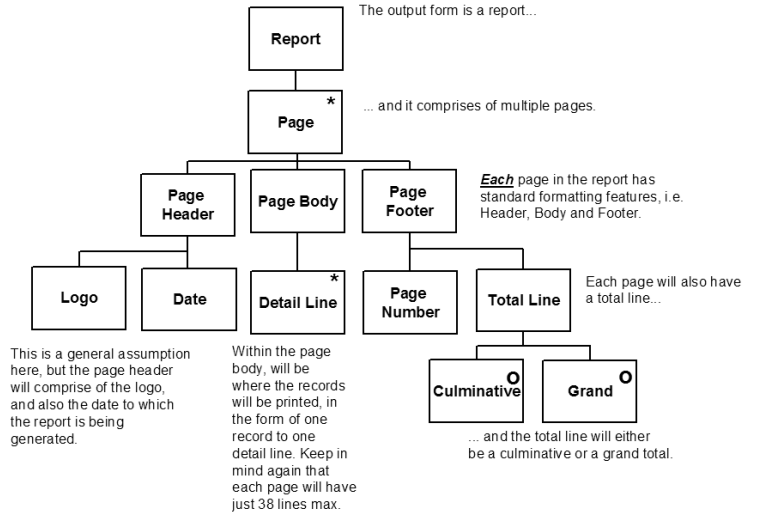 The output form is a report...
Report
*
Page
... and it comprises of multiple pages.
Page
Header
Page Body
Page
Footer
Each page in the report has
standard formatting features, i.e.
Header, Body and Footer.
Logo
Date
*
Detail Line
Page
Number
Total Line
Each page will also have
a total line...
This is a general assumption
here, but the page header
will comprise of the logo,
and also the date to which
the report is being
generated.
Within the page
body, will be
where the records
will be printed, in
the form of one
record to one
detail line. Keep in
mind again that
each page will have
just 38 lines max.
O
Culminative
O
Grand
... and the total line will either
be a culminative or a grand total.